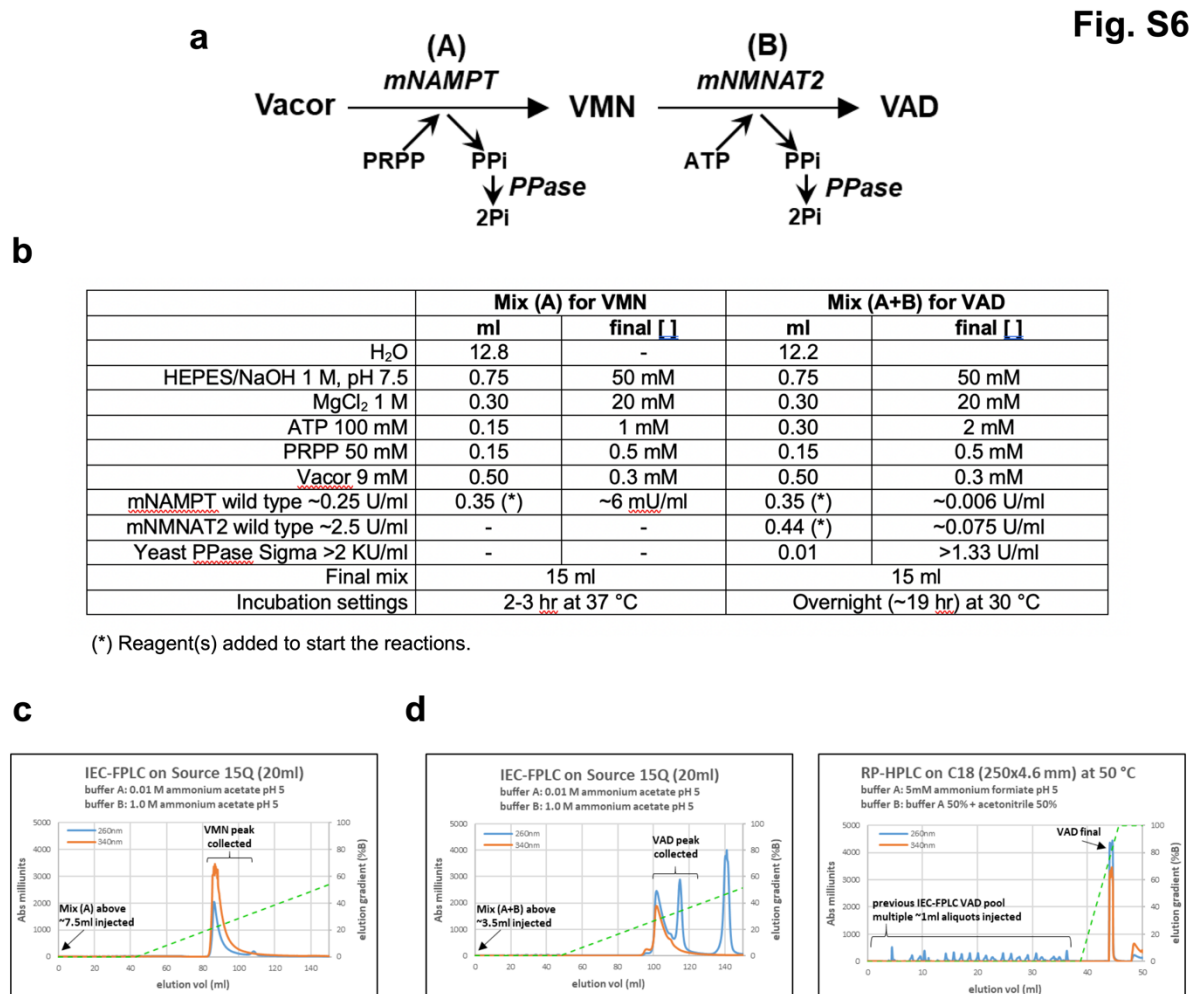 Fig. S6
a
(A)
(B)
mNAMPT
mNMNAT2
Vacor
VMN
VAD
PRPP
PPi
ATP
PPi
PPase
PPase
2Pi
2Pi
b
Mix (A) for VMN Mix (A+B) for VAD
ml final [ ] ml final [ ]
H₂O 12.8 - 12.2
HEPES/NaOH 1 M, pH 7.5 0.75 50 mM 0.75 50 mM
MgCl₂ 1 M 0.30 20 mM 0.30 20 mM
ATP 100 mM 0.15 1 mM 0.30 2 mM
PRPP 50 mM 0.15 0.5 mM 0.15 0.5 mM
Vacor 9 mM 0.50 0.3 mM 0.50 0.3 mM
mNAMPT wild type ~0.25 U/ml 0.35 (*) ~6 mU/ml 0.35 (*) ~0.006 U/ml
mNMNAT2 wild type ~2.5 U/ml - - 0.44 (*) ~0.075 U/ml
Yeast PPase Sigma >2 KU/ml - - 0.01 >1.33 U/ml
Final mix 15 ml 15 ml
Incubation settings 2-3 hr at 37 °C Overnight (~19 hr) at 30 °C
(*) Reagent(s) added to start the reactions.
c
IEC-FPLC on Source 15Q (20ml)
buffer A: 0.01 M ammonium acetate pH 5
buffer B: 1.0 M ammonium acetate pH 5
260nm
340nm
VMN peak
collected
Mix (A) above
~7.5ml injected
Abs milliunits
5000
4000
3000
2000
1000
0
100
80
60
40
20
0
elution gradient (%B)
0 20 40 60 80 100 120 140
elution vol (ml)
d
IEC-FPLC on Source 15Q (20ml)
buffer A: 0.01 M ammonium acetate pH 5
buffer B: 1.0 M ammonium acetate pH 5
260nm
340nm
VAD peak
collected
Mix (A+B) above
~3.5ml injected
Abs milliunits
5000
4000
3000
2000
1000
0
100
80
60
40
20
0
elution gradient (%B)
0 20 40 60 80 100 120 140
elution vol (ml)
RP-HPLC on C18 (250x4.6 mm) at 50 °C
buffer A: 5mM ammonium formiate pH 5
buffer B: buffer A 50% + acetonitrile 50%
260nm
340nm
VAD final
previous IEC-FPLC VAD pool
multiple ~1ml aliquots injected
Abs milliunits
5000
4000
3000
2000
1000
0
100
80
60
40
20
0
elution gradient (%B)
0 10 20 30 40 50
elution vol (ml)